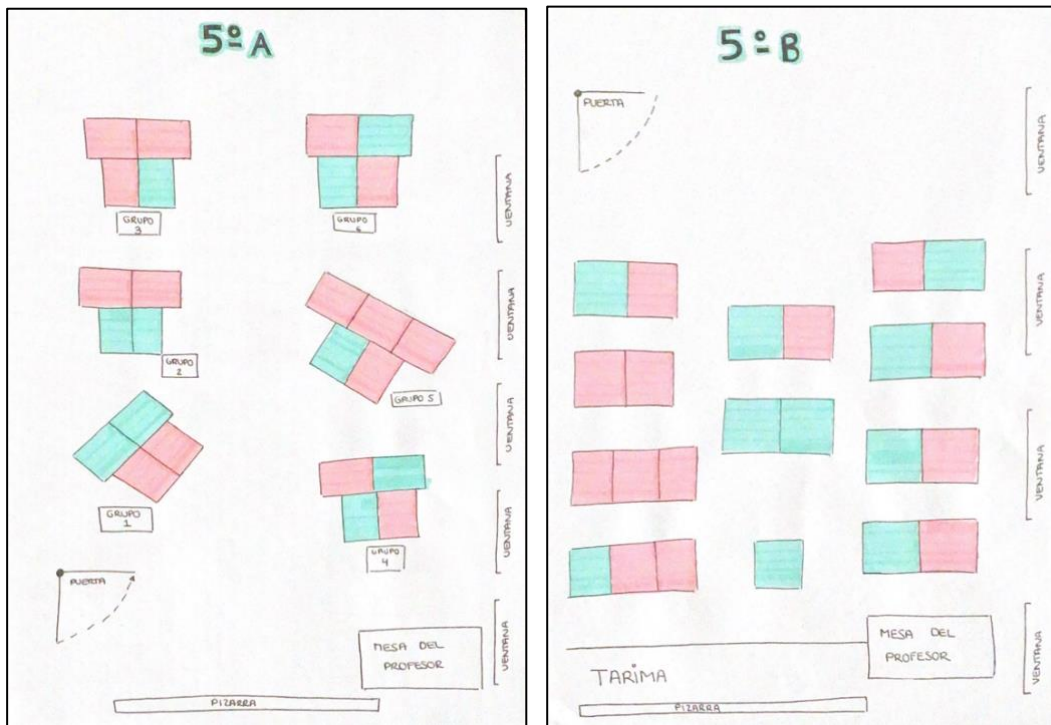 5º A
GRUPO
3
GRUPO
6
VENTANA
GRUPO
2
GRUPO 5
VENTANA
VENTANA
GRUPO
1
GRUPO
4
VENTANA
PUERTA
MESA DEL
PROFESOR
VENTANA
PIZARRA
5º B
PUERTA
VENTANA
VENTANA
VENTANA
TARIMA
MESA DEL
PROFESOR
VENTANA
PIZARRA